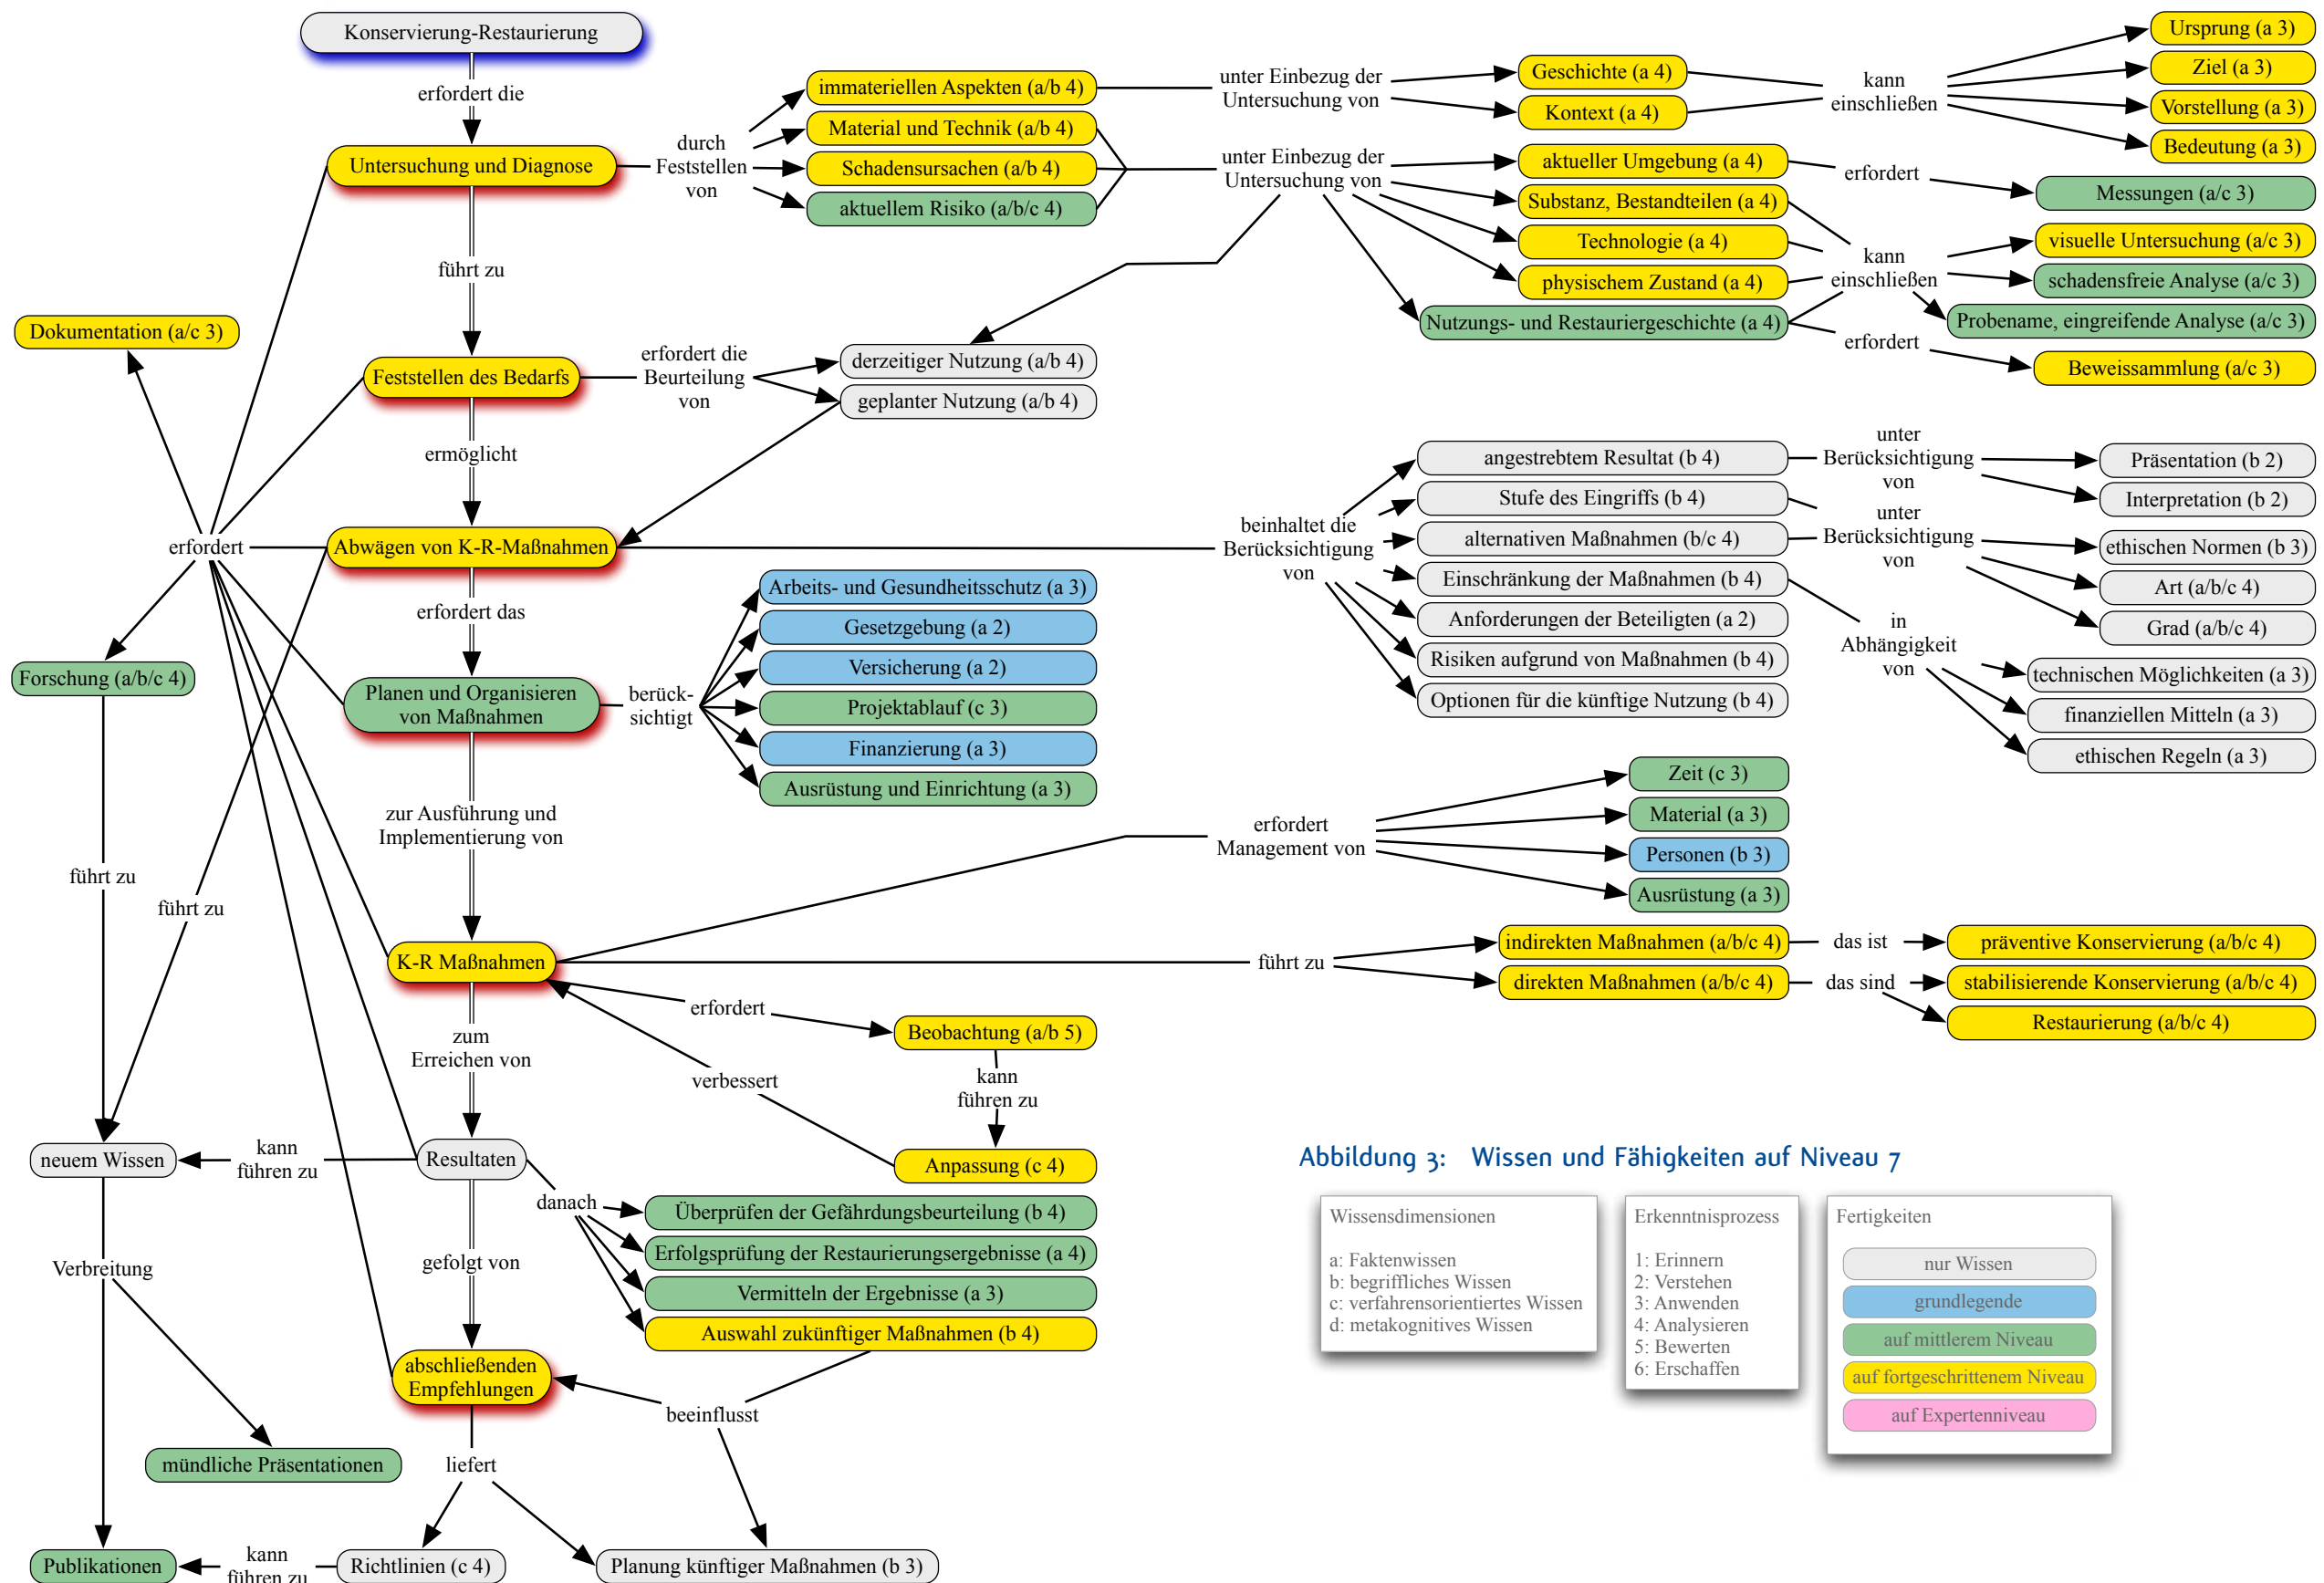 Konservierung-Restaurierung
erfordert die
Untersuchung und Diagnose
durch
Feststellen
von
immateriellen Aspekten (a/b 4)
Material und Technik (a/b 4)
Schadensursachen (a/b 4)
aktuellem Risiko (a/b/c 4)
unter Einbezug der
Untersuchung von
Geschichte (a 4)
Kontext (a 4)
kann
einschließen
Ursprung (a 3)
Ziel (a 3)
Vorstellung (a 3)
Bedeutung (a 3)
unter Einbezug der
Untersuchung von
aktueller Umgebung (a 4)
Substanz, Bestandteilen (a 4)
Technologie (a 4)
physischem Zustand (a 4)
Nutzungs- und Restauriergeschichte (a 4)
erfordert
Messungen (a/c 3)
kann
einschließen
visuelle Untersuchung (a/c 3)
schadensfreie Analyse (a/c 3)
Probename, eingreifende Analyse (a/c 3)
erfordert
Beweissammlung (a/c 3)
führt zu
Dokumentation (a/c 3)
Feststellen des Bedarfs
erfordert die
Beurteilung
von
derzeitiger Nutzung (a/b 4)
geplanter Nutzung (a/b 4)
ermöglicht
erfordert
Abwägen von K-R-Maßnahmen
beinhaltet die
Berücksichtigung
von
angestrebtem Resultat (b 4)
Stufe des Eingriffs (b 4)
alternativen Maßnahmen (b/c 4)
Einschränkung der Maßnahmen (b 4)
Anforderungen der Beteiligten (a 2)
Risiken aufgrund von Maßnahmen (b 4)
Optionen für die künftige Nutzung (b 4)
unter
Berücksichtigung
von
Präsentation (b 2)
Interpretation (b 2)
unter
Berücksichtigung
von
ethischen Normen (b 3)
Art (a/b/c 4)
Grad (a/b/c 4)
in
Abhängigkeit
von
technischen Möglichkeiten (a 3)
finanziellen Mitteln (a 3)
ethischen Regeln (a 3)
erfordert das
Forschung (a/b/c 4)
Planen und Organisieren
von Maßnahmen
berück-
sichtigt
Arbeits- und Gesundheitsschutz (a 3)
Gesetzgebung (a 2)
Versicherung (a 2)
Projektablauf (c 3)
Finanzierung (a 3)
Ausrüstung und Einrichtung (a 3)
zur Ausführung und
Implementierung von
erfordert
Management von
Zeit (c 3)
Material (a 3)
Personen (b 3)
Ausrüstung (a 3)
führt zu
führt zu
K-R Maßnahmen
führt zu
indirekten Maßnahmen (a/b/c 4)
direkten Maßnahmen (a/b/c 4)
das ist
das sind
präventive Konservierung (a/b/c 4)
stabilisierende Konservierung (a/b/c 4)
Restaurierung (a/b/c 4)
erfordert
Beobachtung (a/b 5)
kann
führen zu
verbessert
Anpassung (c 4)
zum
Erreichen von
neuem Wissen
kann
führen zu
Resultaten
danach
Überprüfen der Gefährdungsbeurteilung (b 4)
Erfolgsprüfung der Restaurierungsergebnisse (a 4)
Vermitteln der Ergebnisse (a 3)
Auswahl zukünftiger Maßnahmen (b 4)
Verbreitung
gefolgt von
abschließenden
Empfehlungen
beeinflusst
mündliche Präsentationen
liefert
Publikationen
kann
führen zu
Richtlinien (c 4)
Planung künftiger Maßnahmen (b 3)
Abbildung 3: Wissen und Fähigkeiten auf Niveau 7
Wissensdimensionen
a: Faktenwissen
b: begriffliches Wissen
c: verfahrensorientiertes Wissen
d: metakognitives Wissen
Erkenntnisprozess
1: Erinnern
2: Verstehen
3: Anwenden
4: Analysieren
5: Bewerten
6: Erschaffen
Fertigkeiten
nur Wissen
grundlegende
auf mittlerem Niveau
auf fortgeschrittenem Niveau
auf Expertenniveau